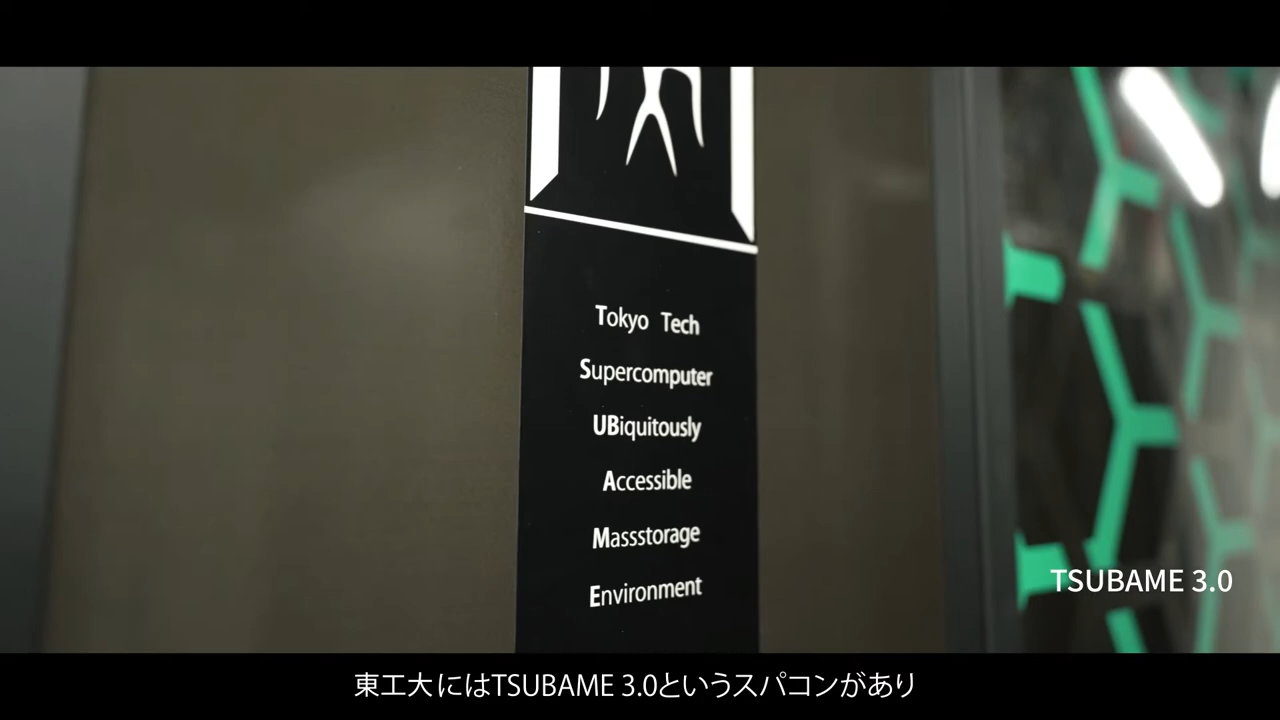 Tokyo Tech
Supercomputer
UBiquitously
Accessible
Massstorage
Environment
TSUBAME 3.0
東工大にはTSUBAME 3.0というスパコンがあり